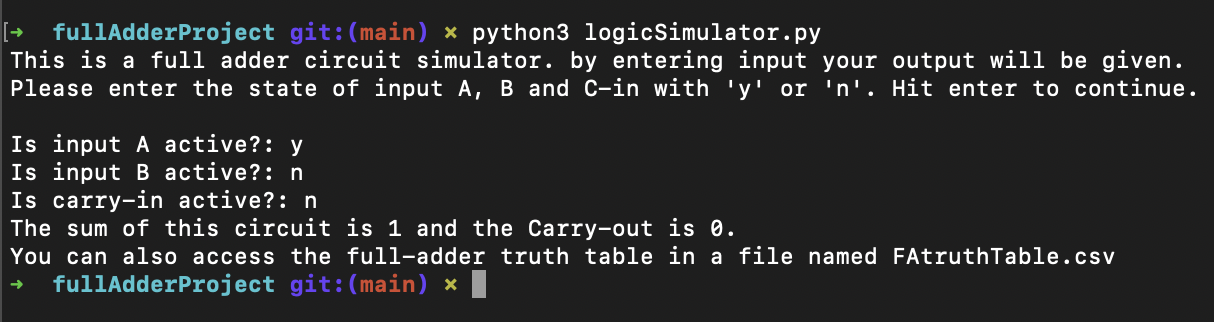 [➜  fullAdderProject git:(main) ✗ python3 logicSimulator.py
This is a full adder circuit simulator. by entering input your output will be given.
Please enter the state of input A, B and C-in with 'y' or 'n'. Hit enter to continue.
Is input A active?: y
Is input B active?: n
Is carry-in active?: n
The sum of this circuit is 1 and the Carry-out is 0.
You can also access the full-adder truth table in a file named FAtruthTable.csv
➜  fullAdderProject git:(main) ✗